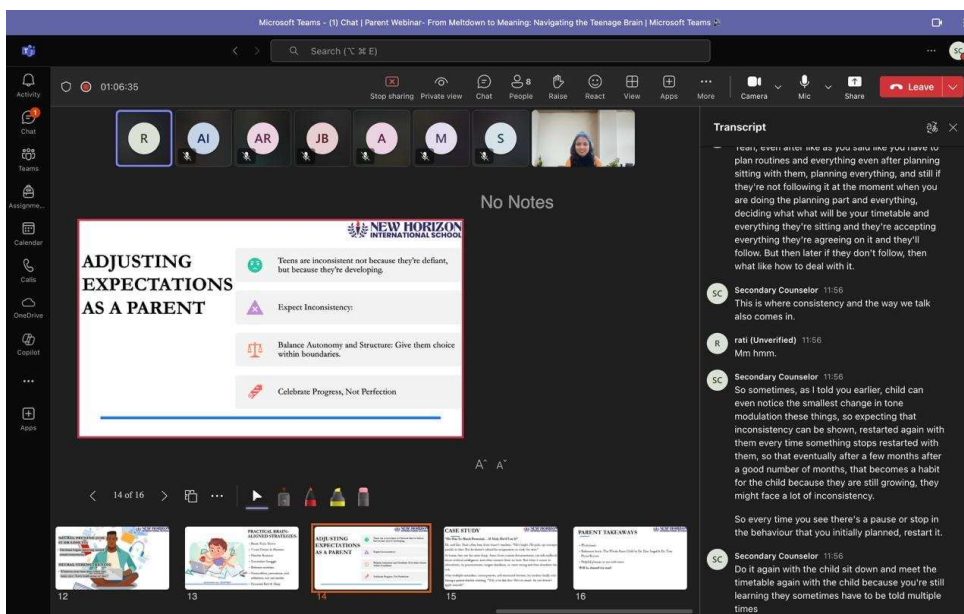 Microsoft Teams - (1) Chat | Parent Webinar- From Meltdown to Meaning: Navigating the Teenage Brain | Microsoft Teams
Search (⌥ ⌘ E)
SC
Activity
Chat
1
Teams
Assignme...
Calendar
Calls
OneDrive
Copilot
Apps
01:06:35
Stop sharing
Private view
Chat
8
People
Raise
React
View
Apps
More
Camera
Mic
Share
Leave
R
AI
AR
JB
A
M
S
No Notes
NEW HORIZON
INTERNATIONAL SCHOOL
ADJUSTING
EXPECTATIONS
AS A PARENT
Teens are inconsistent not because they're defiant,
but because they're developing.
Expect Inconsistency:
Balance Autonomy and Structure: Give them choice
within boundaries.
Celebrate Progress, Not Perfection
A^ A˅
14 of 16
12
13
PRACTICAL BRAIN-
ALIGNED STRATEGIES
14
ADJUSTING
EXPECTATIONS
AS A PARENT
15
CASE STUDY
16
PARENT TAKEAWAYS
Transcript
Yeah, even after like as you said like you have to
plan routines and everything even after planning
sitting with them, planning everything, and still if
they're not following it at the moment when you
are doing the planning part and everything,
deciding what what will be your timetable and
everything they're sitting and they're accepting
everything they're agreeing on it and they'll
follow. But then later if they don't follow, then
what like how to deal with it.
SC
Secondary Counselor 11:56
This is where consistency and the way we talk
also comes in.
R
rati (Unverified) 11:56
Mm hmm.
SC
Secondary Counselor 11:56
So sometimes, as I told you earlier, child can
even notice the smallest change in tone
modulation these things, so expecting that
inconsistency can be shown, restarted again with
them every time something stops restarted with
them, so that eventually after a few months after
a good number of months, that becomes a habit
for the child because they are still growing, they
might face a lot of inconsistency.
So every time you see there's a pause or stop in
the behaviour that you initially planned, restart it.
SC
Secondary Counselor 11:56
Do it again with the child sit down and meet the
timetable again with the child because you're still
learning they sometimes have to be told multiple
times